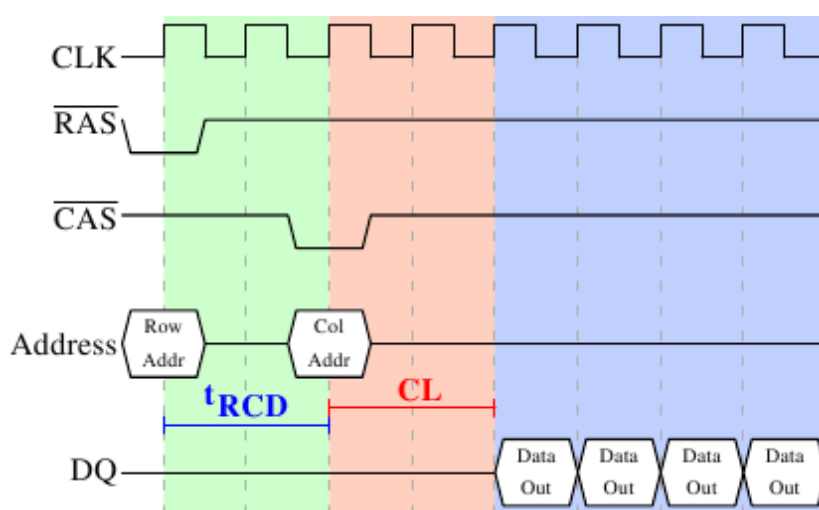 CLK
RAS
CAS
Address
Row
Addr
Col
Addr
tRCD
CL
DQ
Data
Out
Data
Out
Data
Out
Data
Out